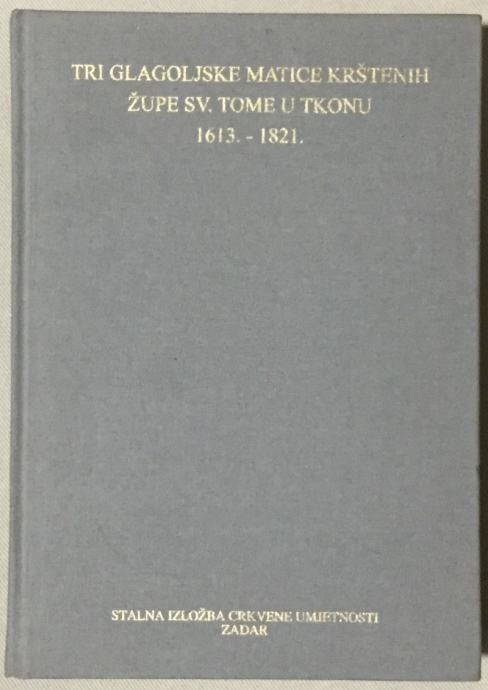 TRI GLAGOLJSKE MATICE KRŠTENIH
ŽUPE SV. TOME U TKONU
1613. - 1821.
STALNA IZLOŽBA CRKVENE UMJETNOSTI
ZADAR